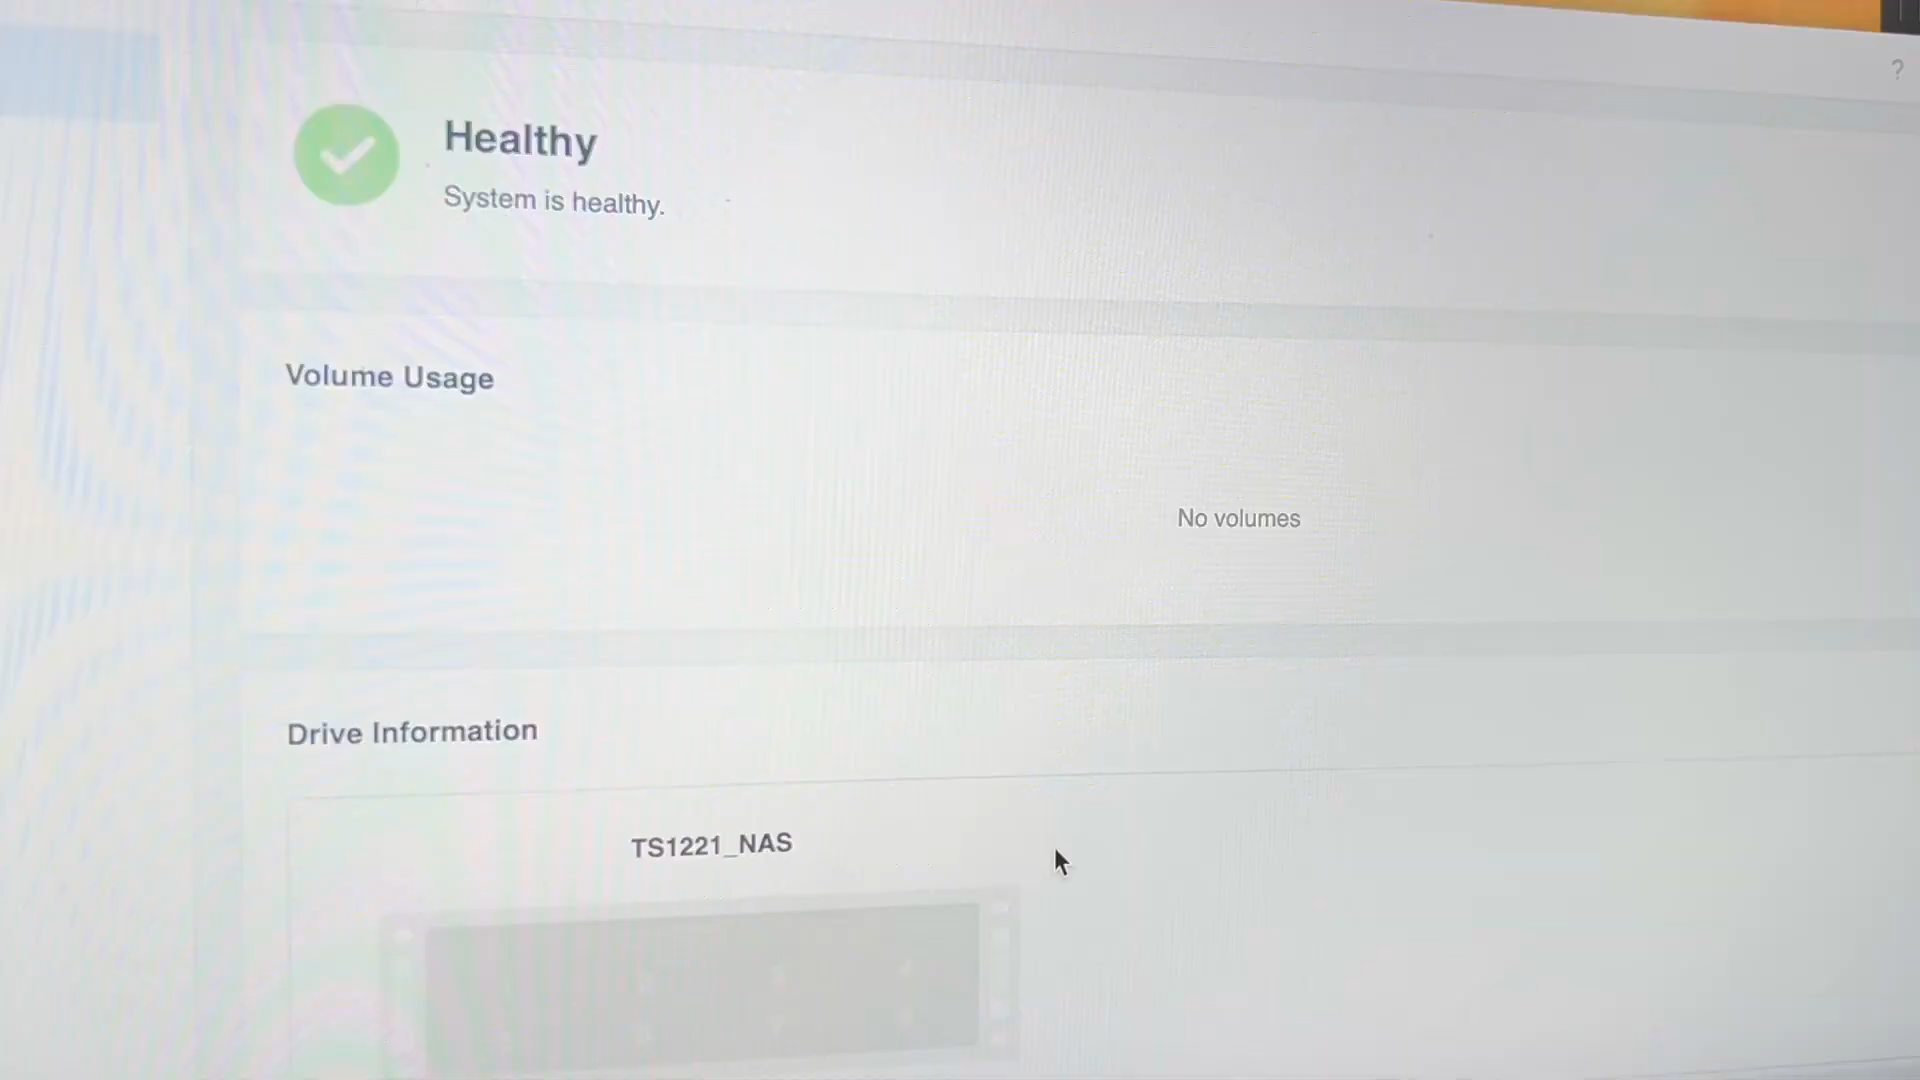 ?
Healthy
System is healthy.
Volume Usage
No volumes
Drive Information
TS1221_NAS